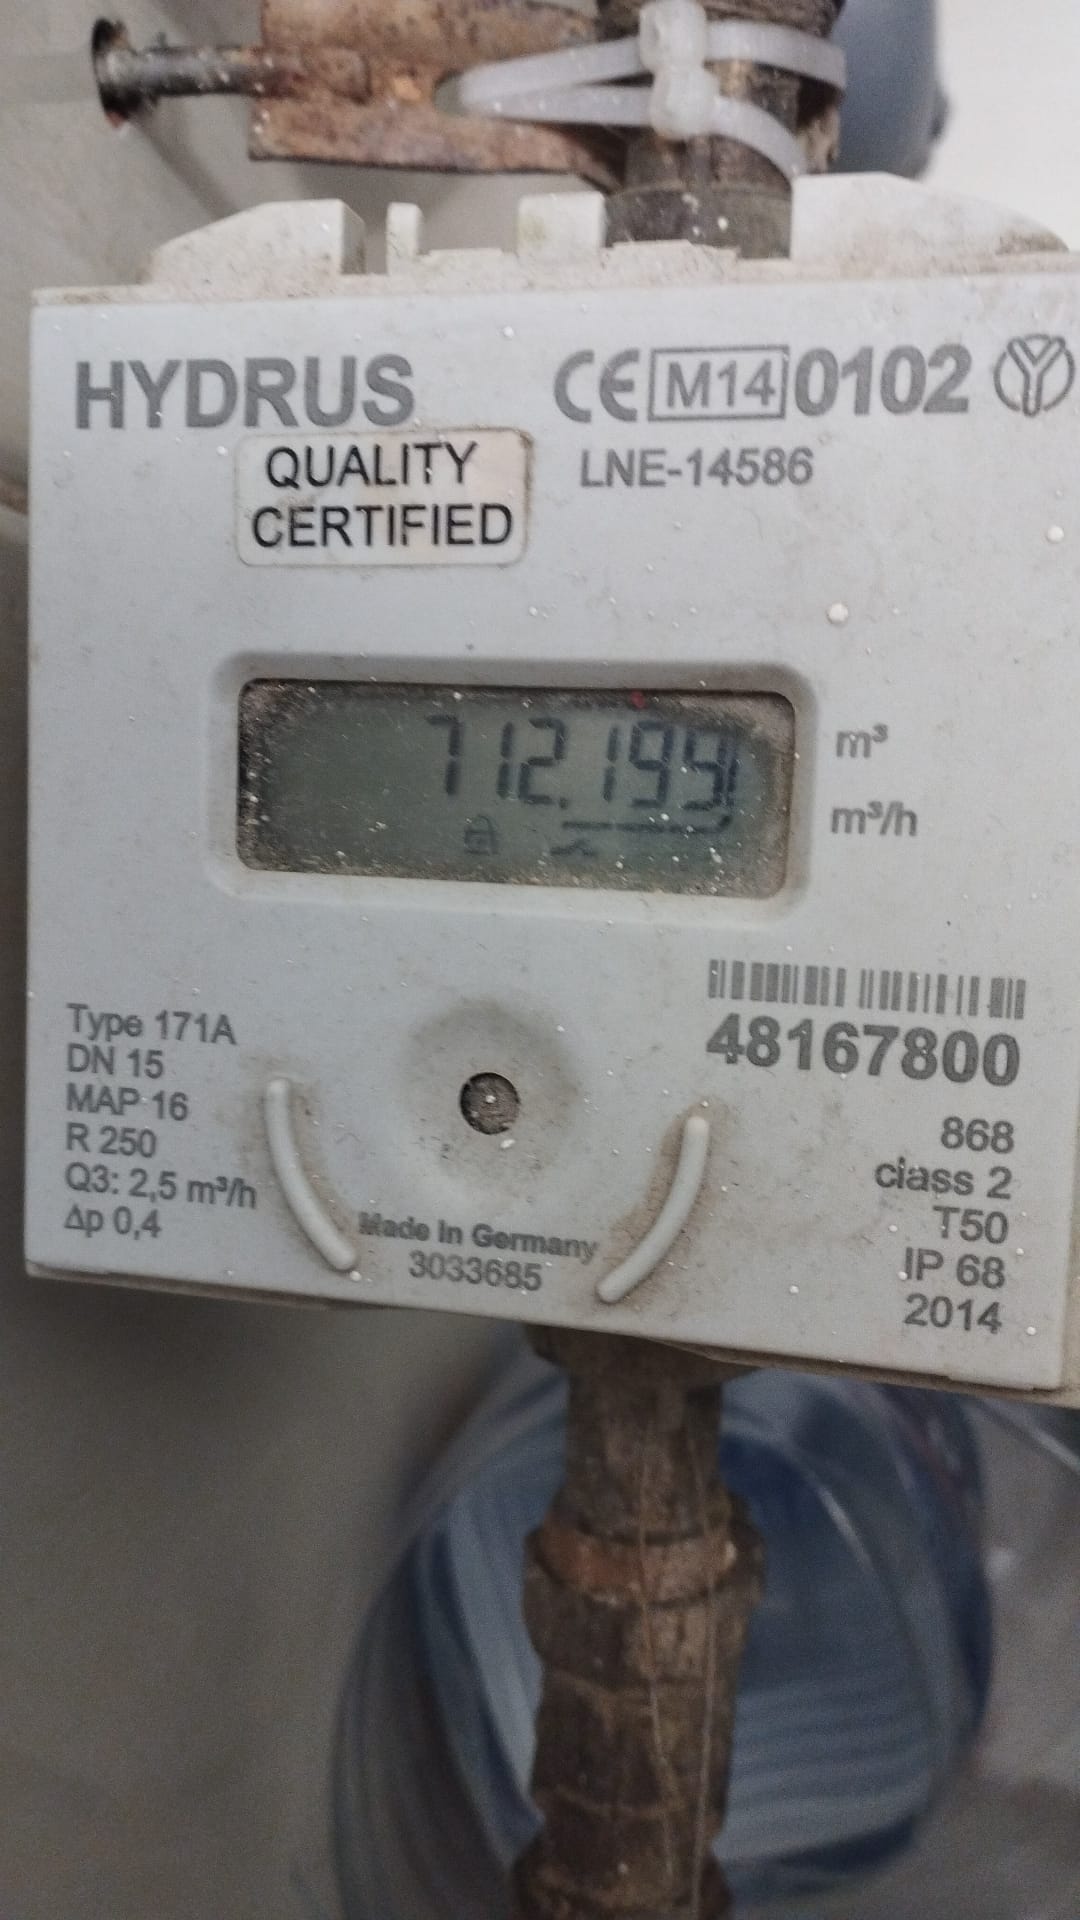 HYDRUS
CE M14 0102
QUALITY
CERTIFIED
LNE-14586
712.199
m³
m³/h
48167800
Type 171A
DN 15
MAP 16
R 250
Q3: 2,5 m³/h
Δp 0,4
Made In Germany
3033685
868
class 2
T50
IP 68
2014